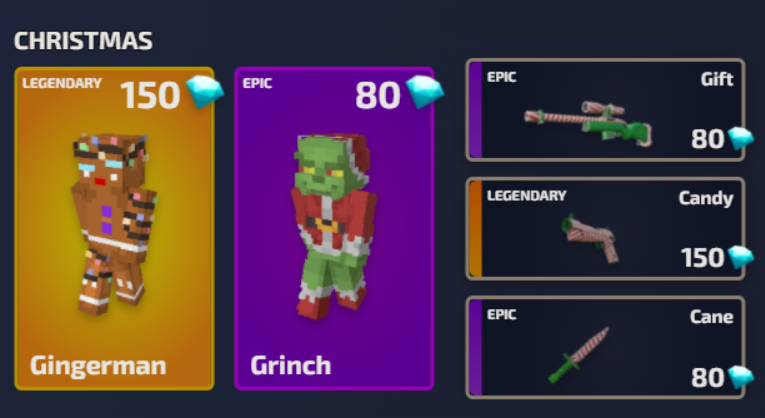 CHRISTMAS
LEGENDARY
150
Gingerman
EPIC
80
Grinch
EPIC
Gift
80
LEGENDARY
Candy
150
EPIC
Cane
80